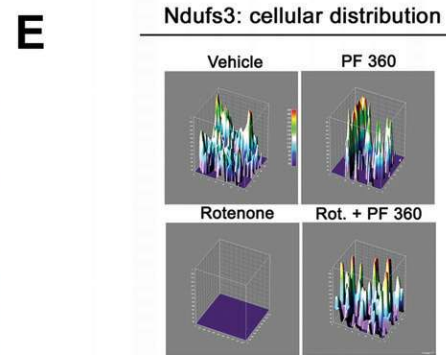 E
Ndufs3: cellular distribution
Vehicle
PF 360
Rotenone
Rot. + PF 360